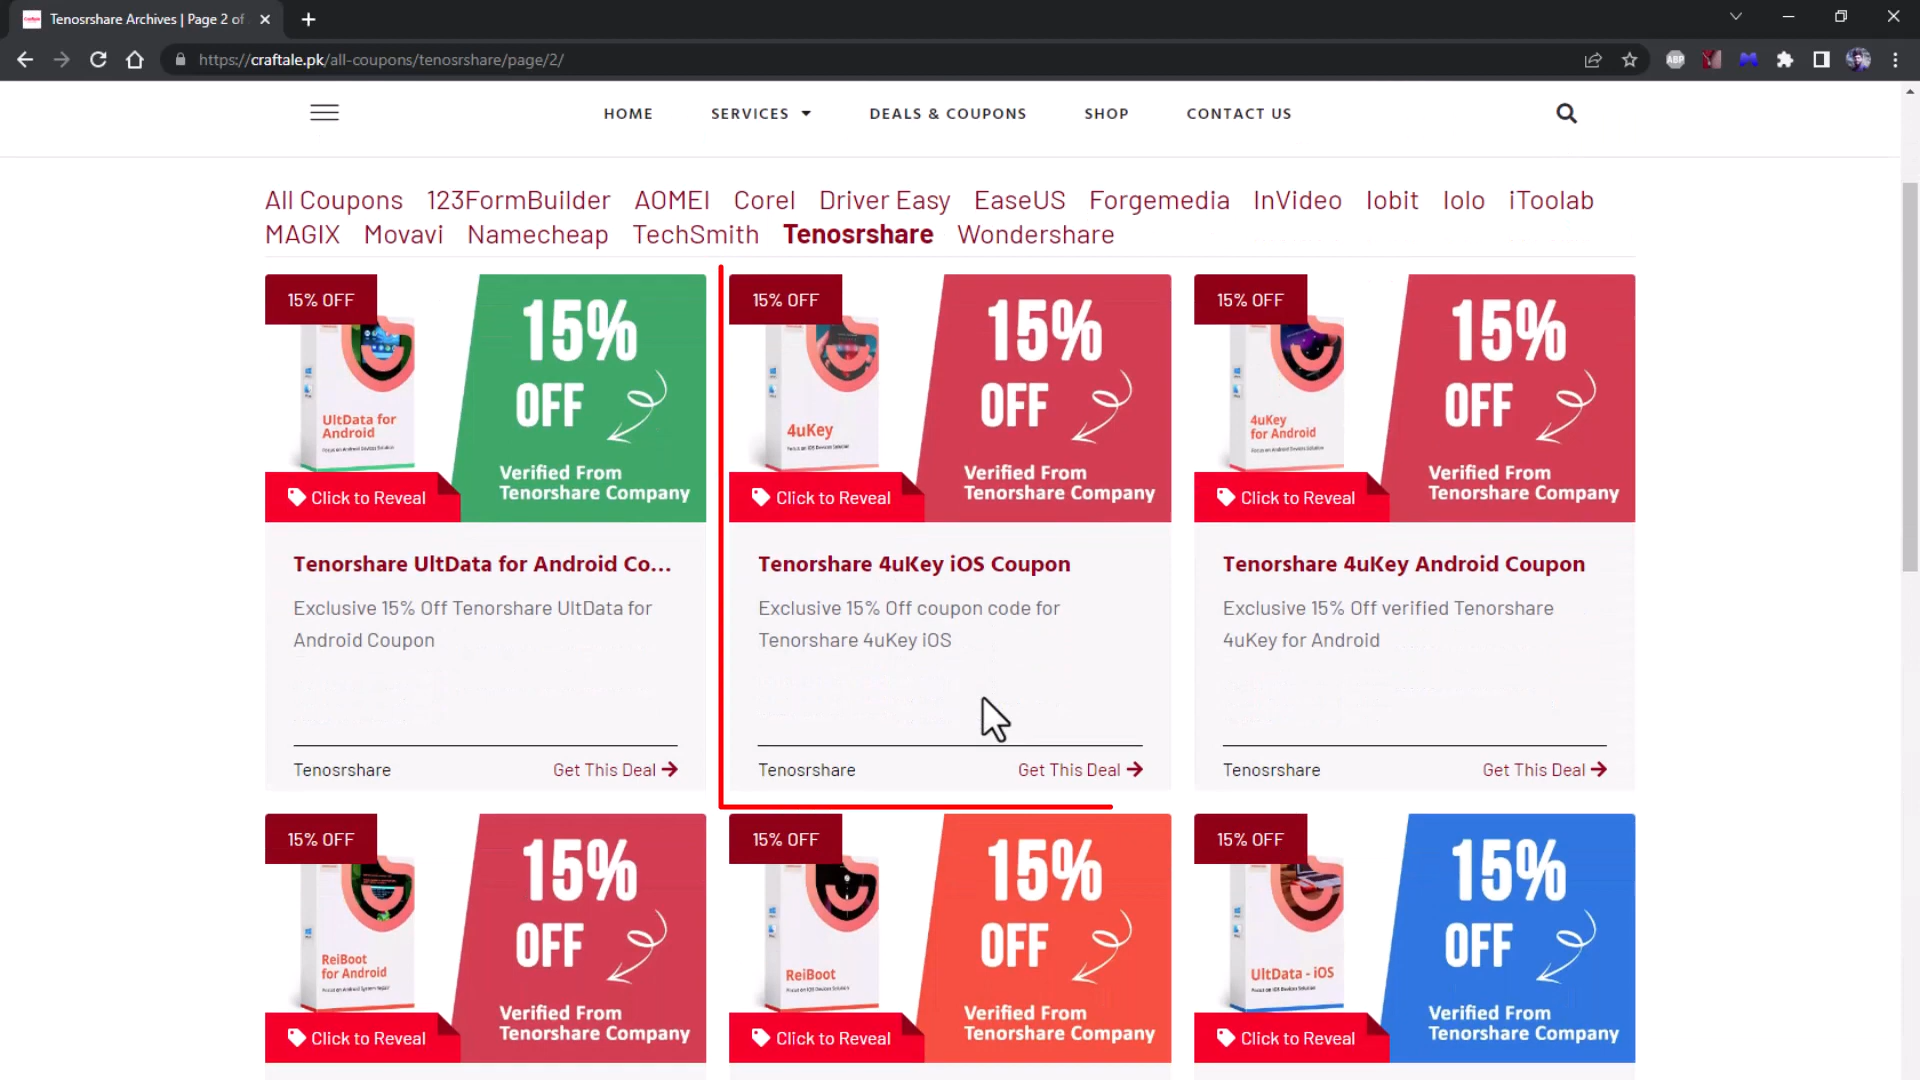 Tenosrshare Archives | Page 2 of
https://craftale.pk/all-coupons/tenosrshare/page/2/
ABP
HOME SERVICES DEALS & COUPONS SHOP CONTACT US
All Coupons 123FormBuilder AOMEI Corel Driver Easy EaseUS Forgemedia InVideo Iobit Iolo iToolab
MAGIX Movavi Namecheap TechSmith Tenosrshare Wondershare
15% OFF
15%
OFF
UltData for
Android
Verified From
Tenorshare Company
Click to Reveal
Tenorshare UltData for Android Co...
Exclusive 15% Off Tenorshare UltData for
Android Coupon
Tenosrshare Get This Deal
15% OFF
15%
OFF
4uKey
Verified From
Tenorshare Company
Click to Reveal
Tenorshare 4uKey iOS Coupon
Exclusive 15% Off coupon code for
Tenorshare 4uKey iOS
Tenosrshare Get This Deal
15% OFF
15%
OFF
4uKey
for Android
Verified From
Tenorshare Company
Click to Reveal
Tenorshare 4uKey Android Coupon
Exclusive 15% Off verified Tenorshare
4uKey for Android
Tenosrshare Get This Deal
15% OFF
15%
OFF
ReiBoot
for Android
Verified From
Tenorshare Company
Click to Reveal
15% OFF
15%
OFF
ReiBoot
Verified From
Tenorshare Company
Click to Reveal
15% OFF
15%
OFF
UltData - iOS
Verified From
Tenorshare Company
Click to Reveal